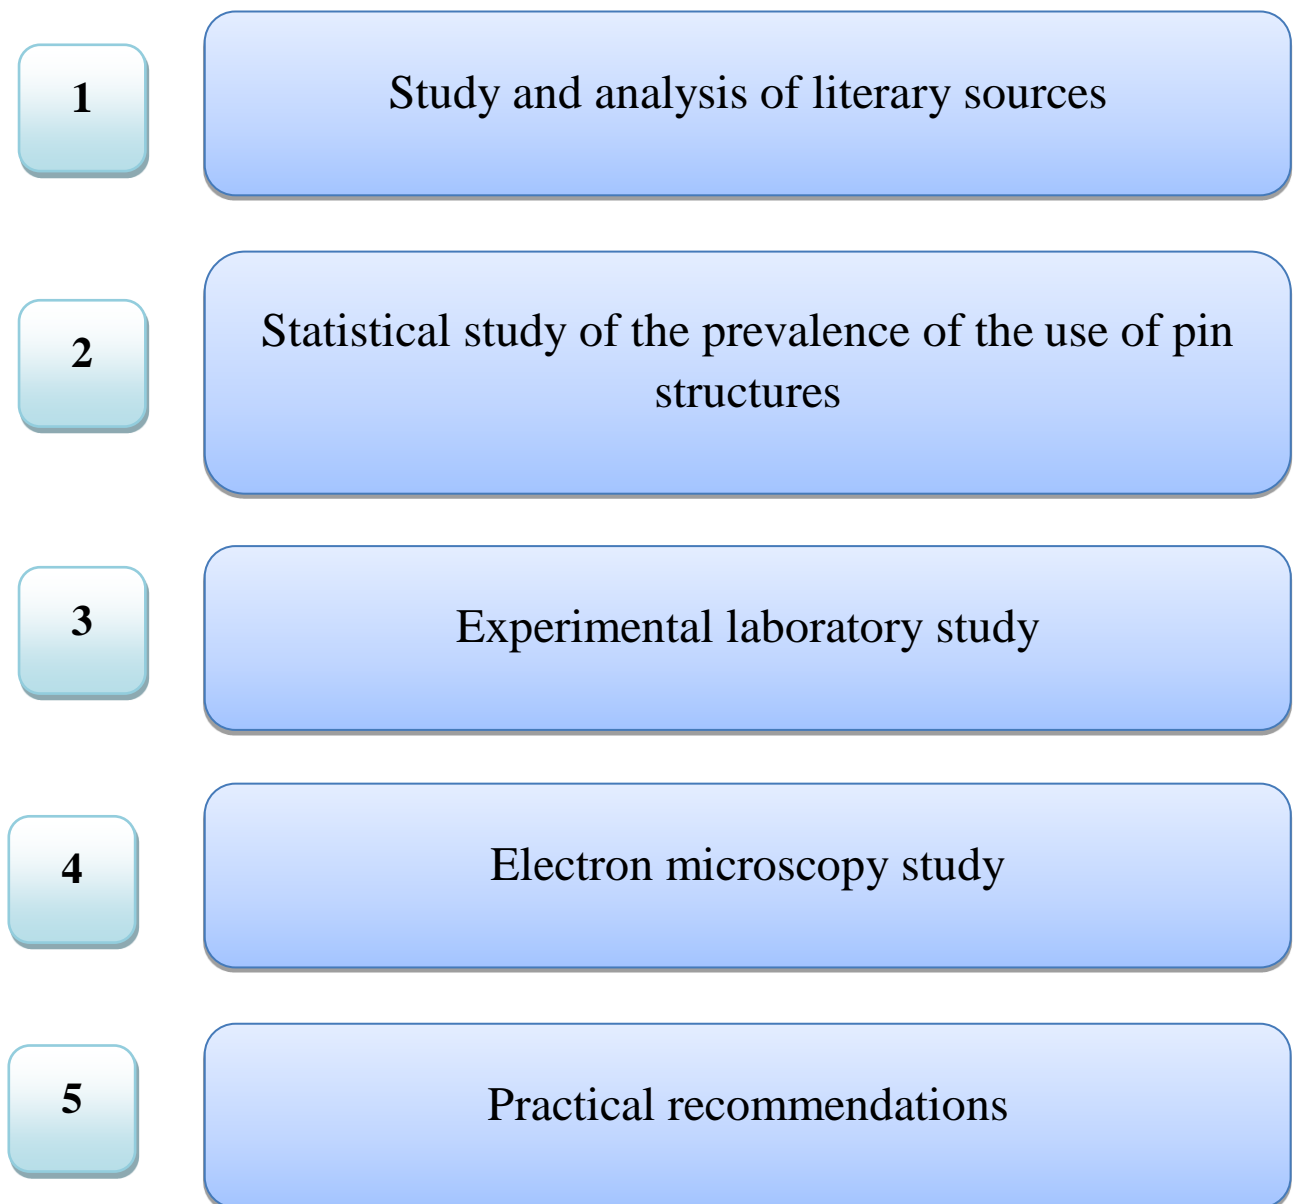 1
Study and analysis of literary sources
2
Statistical study of the prevalence of the use of pin
structures
3
Experimental laboratory study
4
Electron microscopy study
5
Practical recommendations